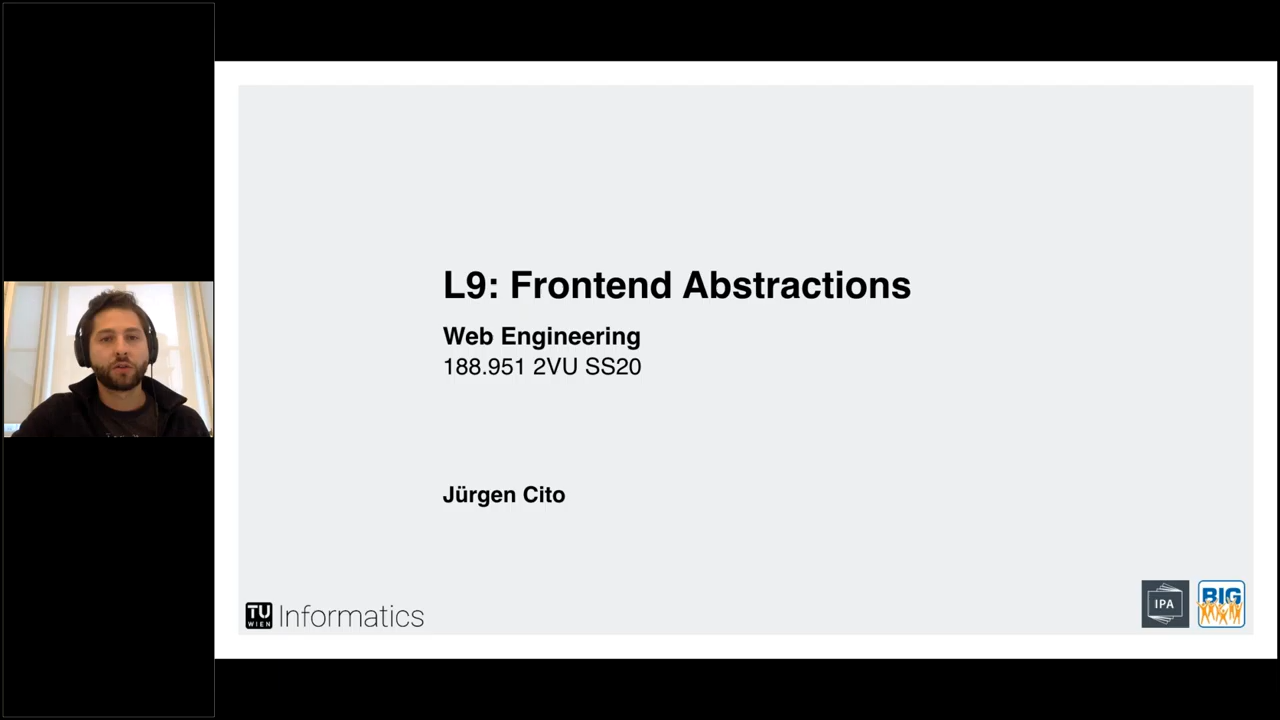 L9: Frontend Abstractions
Web Engineering
188.951 2VU SS20
Jürgen Cito
TU
WIEN
Informatics
IPA
BIG